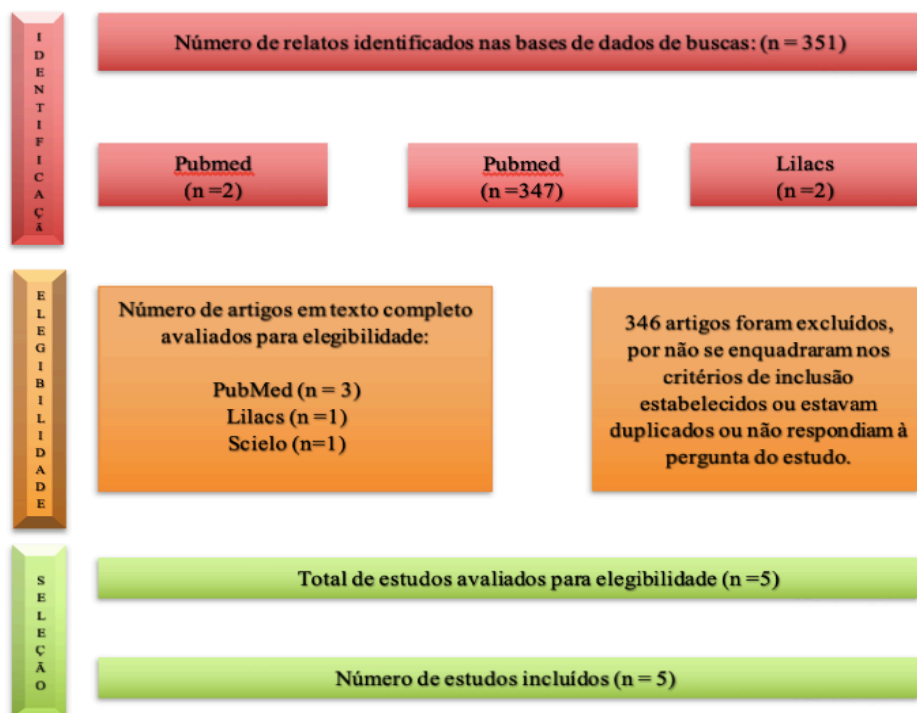 IDENTIFICAÇÃ
Número de relatos identificados nas bases de dados de buscas: (n = 351)
Pubmed
(n =2)
Pubmed
(n =347)
Lilacs
(n =2)
ELEGIBILIDADE
Número de artigos em texto completo
avaliados para elegibilidade:
PubMed (n = 3)
Lilacs (n =1)
Scielo (n=1)
346 artigos foram excluídos,
por não se enquadraram nos
critérios de inclusão
estabelecidos ou estavam
duplicados ou não respondiam à
pergunta do estudo.
SELEÇÃO
Total de estudos avaliados para elegibilidade (n =5)
Número de estudos incluídos (n = 5)